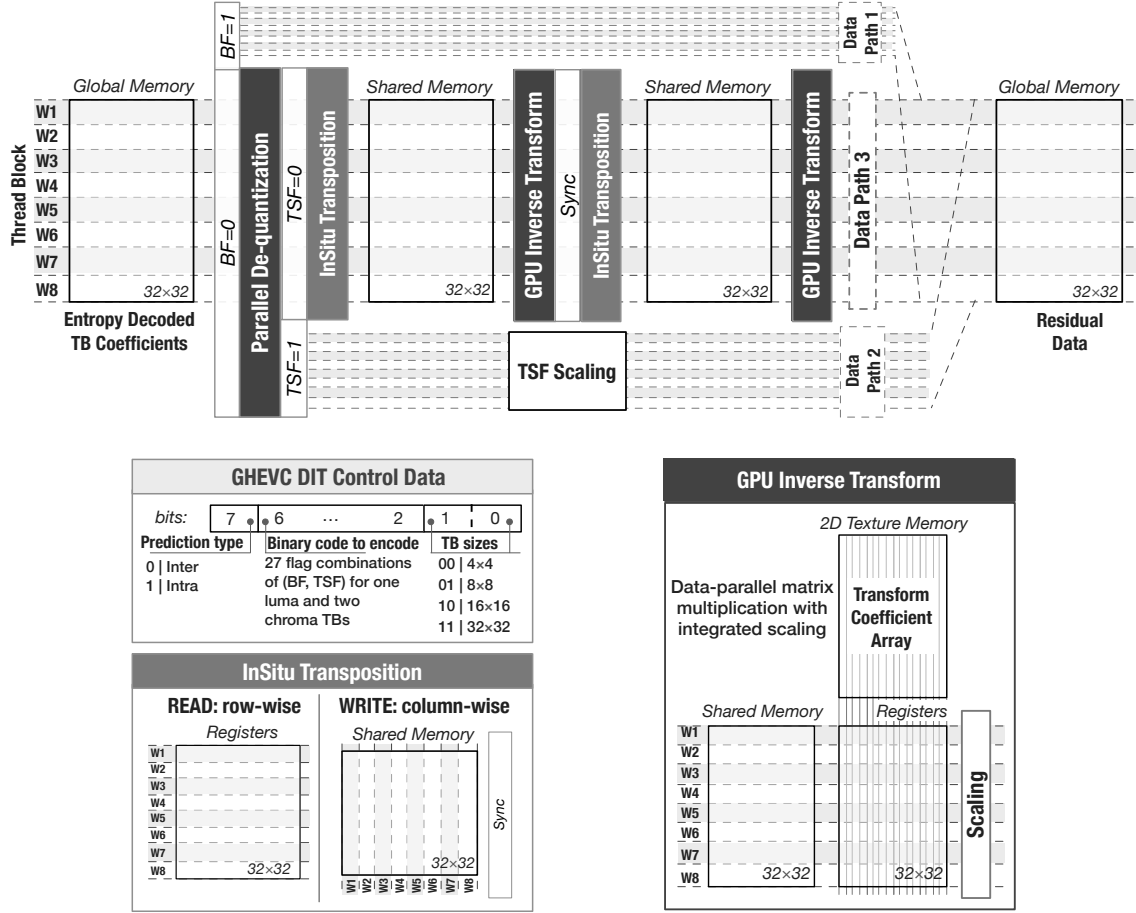 BF=1
Data
Path 1
Global Memory
Shared Memory
Shared Memory
Global Memory
Thread Block
W1
W2
W3
W4
W5
W6
W7
W8
32×32
Entropy Decoded
TB Coefficients
BF=0
Parallel De-quantization
TSF=0
InSitu Transposition
32×32
GPU Inverse Transform
Sync
InSitu Transposition
32×32
GPU Inverse Transform
Data Path 3
32×32
Residual
Data
TSF=1
TSF Scaling
Data
Path 2
GHEVC DIT Control Data
bits: 7 6 ... 2 1 0
Prediction type
0 | Inter
1 | Intra
Binary code to encode
27 flag combinations
of (BF, TSF) for one
luma and two
chroma TBs
TB sizes
00 | 4×4
01 | 8×8
10 | 16×16
11 | 32×32
InSitu Transposition
READ: row-wise
Registers
W1
W2
W3
W4
W5
W6
W7
W8
32×32
WRITE: column-wise
Shared Memory
32×32
W1 W2 W3 W4 W5 W6 W7 W8
Sync
GPU Inverse Transform
2D Texture Memory
Data-parallel matrix
multiplication with
integrated scaling
Transform
Coefficient
Array
Shared Memory
Registers
W1
W2
W3
W4
W5
W6
W7
W8
32×32
32×32
Scaling